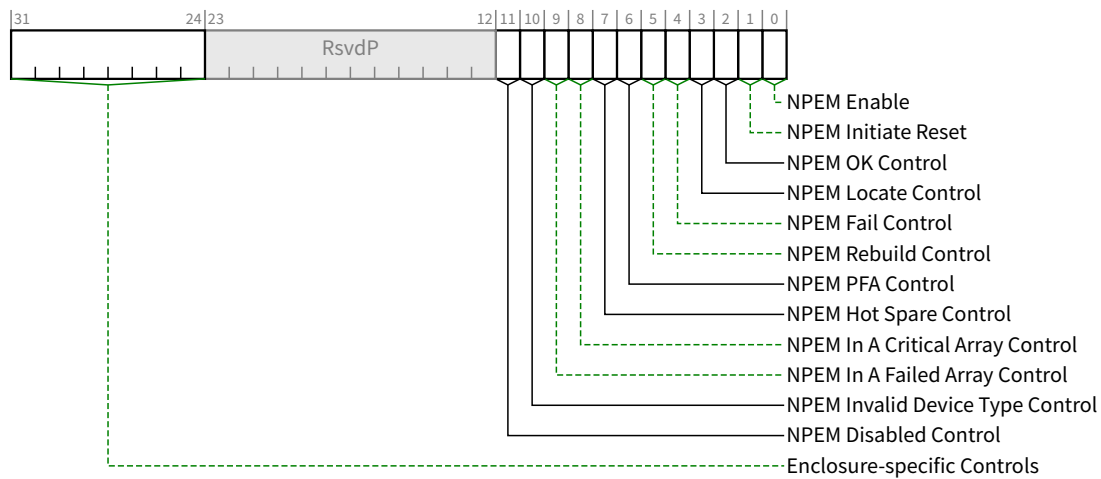 31 24 23 12 11 10 9 8 7 6 5 4 3 2 1 0
RsvdP
NPEM Enable
NPEM Initiate Reset
NPEM OK Control
NPEM Locate Control
NPEM Fail Control
NPEM Rebuild Control
NPEM PFA Control
NPEM Hot Spare Control
NPEM In A Critical Array Control
NPEM In A Failed Array Control
NPEM Invalid Device Type Control
NPEM Disabled Control
Enclosure-specific Controls